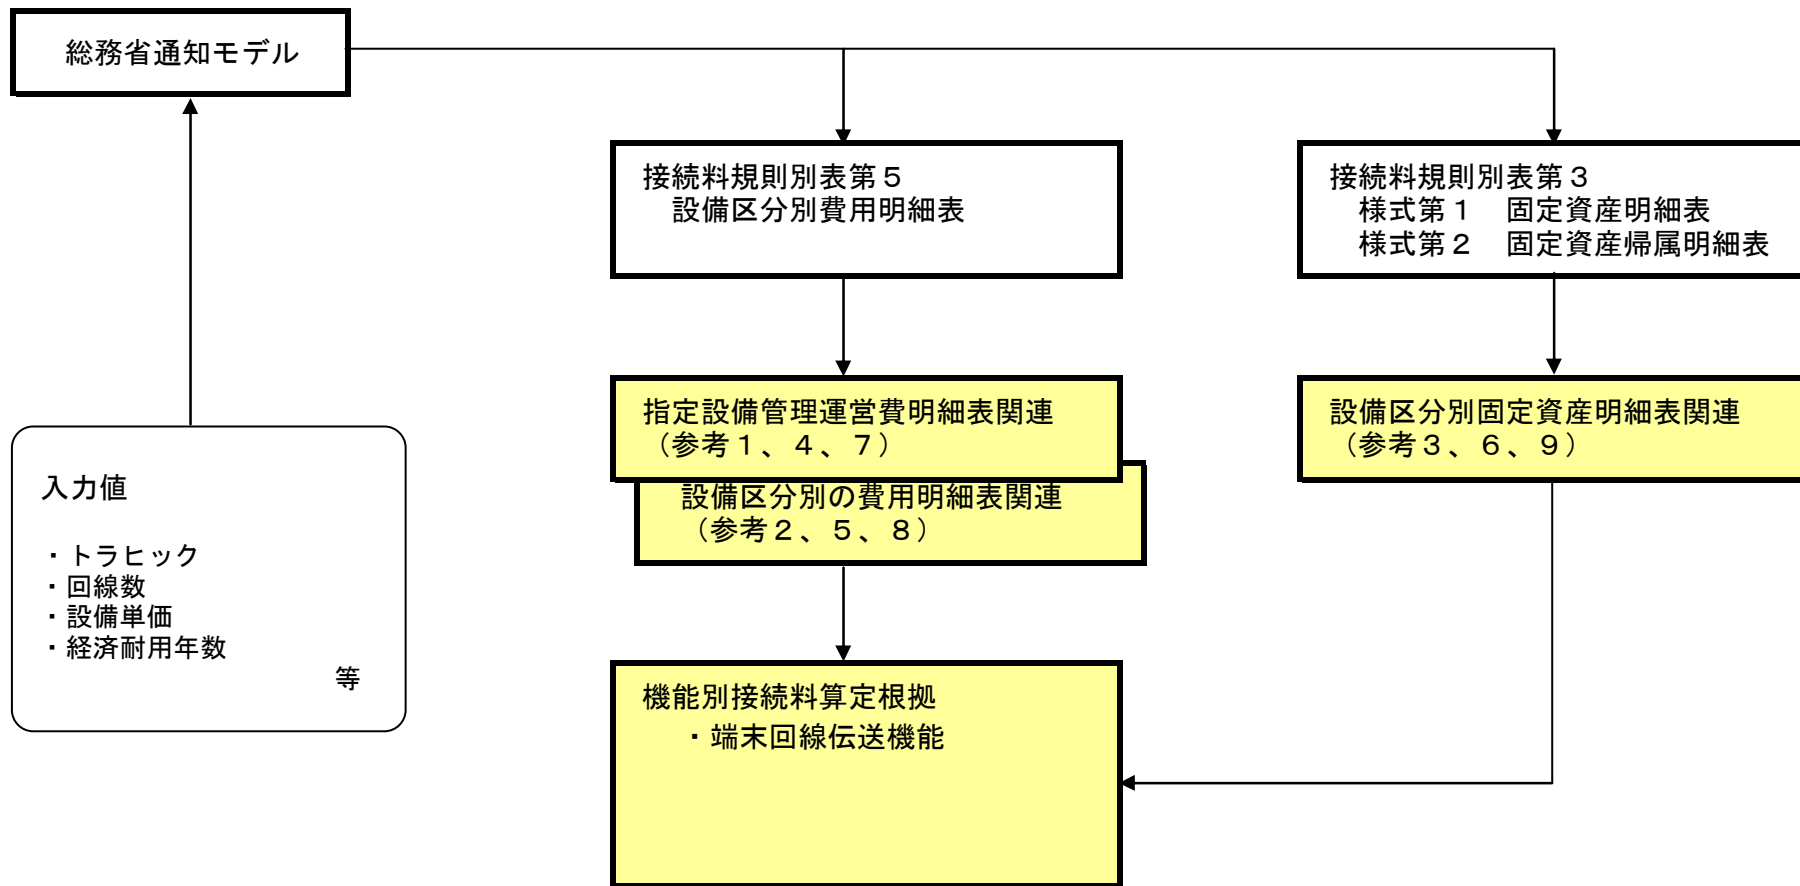 総務省通知モデル
接続料規則別表第５
設備区分別費用明細表
接続料規則別表第３
様式第１　固定資産明細表
様式第２　固定資産帰属明細表
指定設備管理運営費明細表関連
（参考１、４、７）
設備区分別の費用明細表関連
（参考２、５、８）
設備区分別固定資産明細表関連
（参考３、６、９）
入力値
・トラヒック
・回線数
・設備単価
・経済耐用年数
等
機能別接続料算定根拠
・端末回線伝送機能